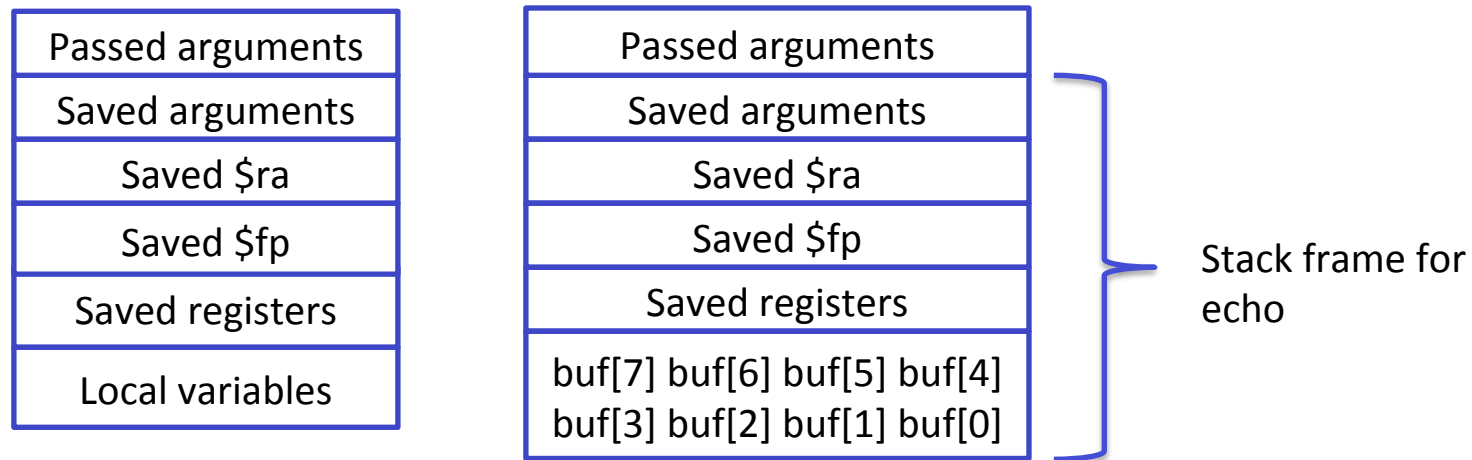 Passed arguments
Saved arguments
Saved $ra
Saved $fp
Saved registers
Local variables
Passed arguments
Saved arguments
Saved $ra
Saved $fp
Saved registers
buf[7] buf[6] buf[5] buf[4]
buf[3] buf[2] buf[1] buf[0]
Stack frame for
echo